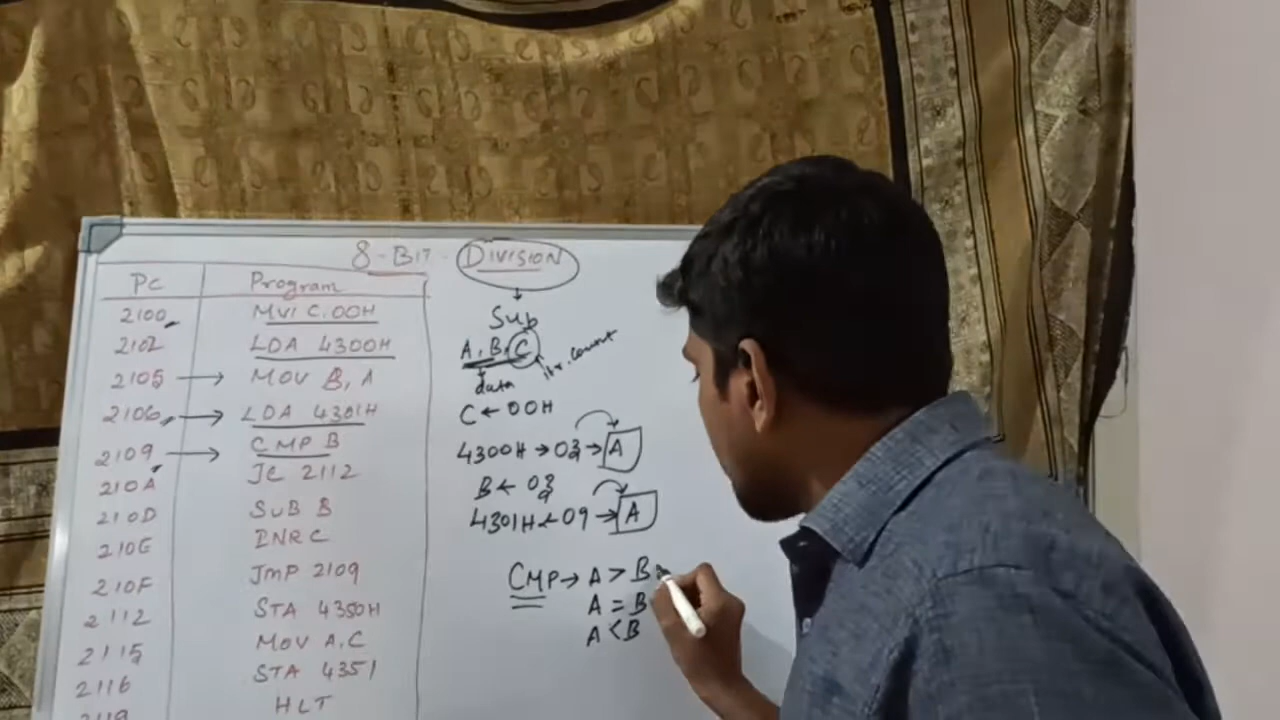 8-BIT - DIVISION
PC Program
2100 MVI C, 00H
2102 LDA 4300H
2105 → MOV B, A
2106 → LDA 4301H
2109 → CMP B
210A JC 2112
210D SUB B
210E INR C
210F JMP 2109
2112 STA 4350H
2115 MOV A, C
2116 STA 4351
2119 HLT
↓
Sub
A, B, C
data
count
C ← 00H
4300H → 03 → A
B ← 03
4301H ← 09 → A
CMP → A > B
A = B
A < B